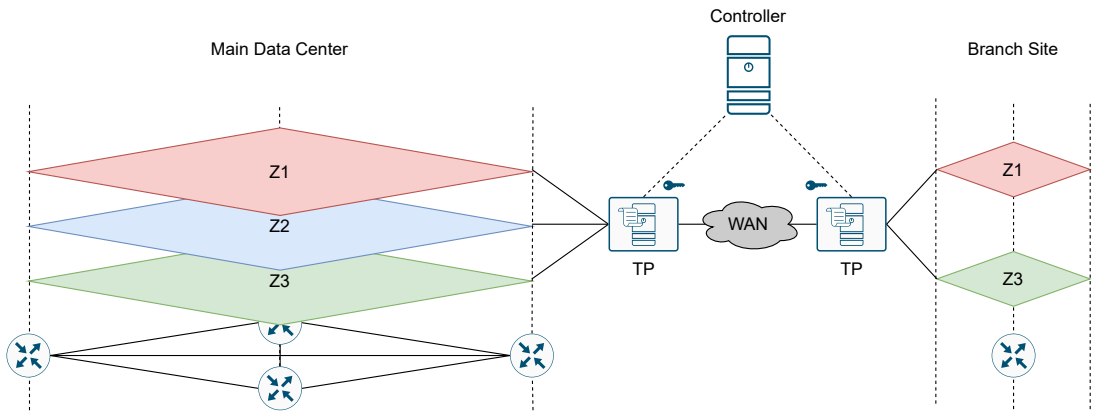 Controller
Main Data Center
Branch Site
Z1
Z1
Z2
WAN
TP
TP
Z3
Z3